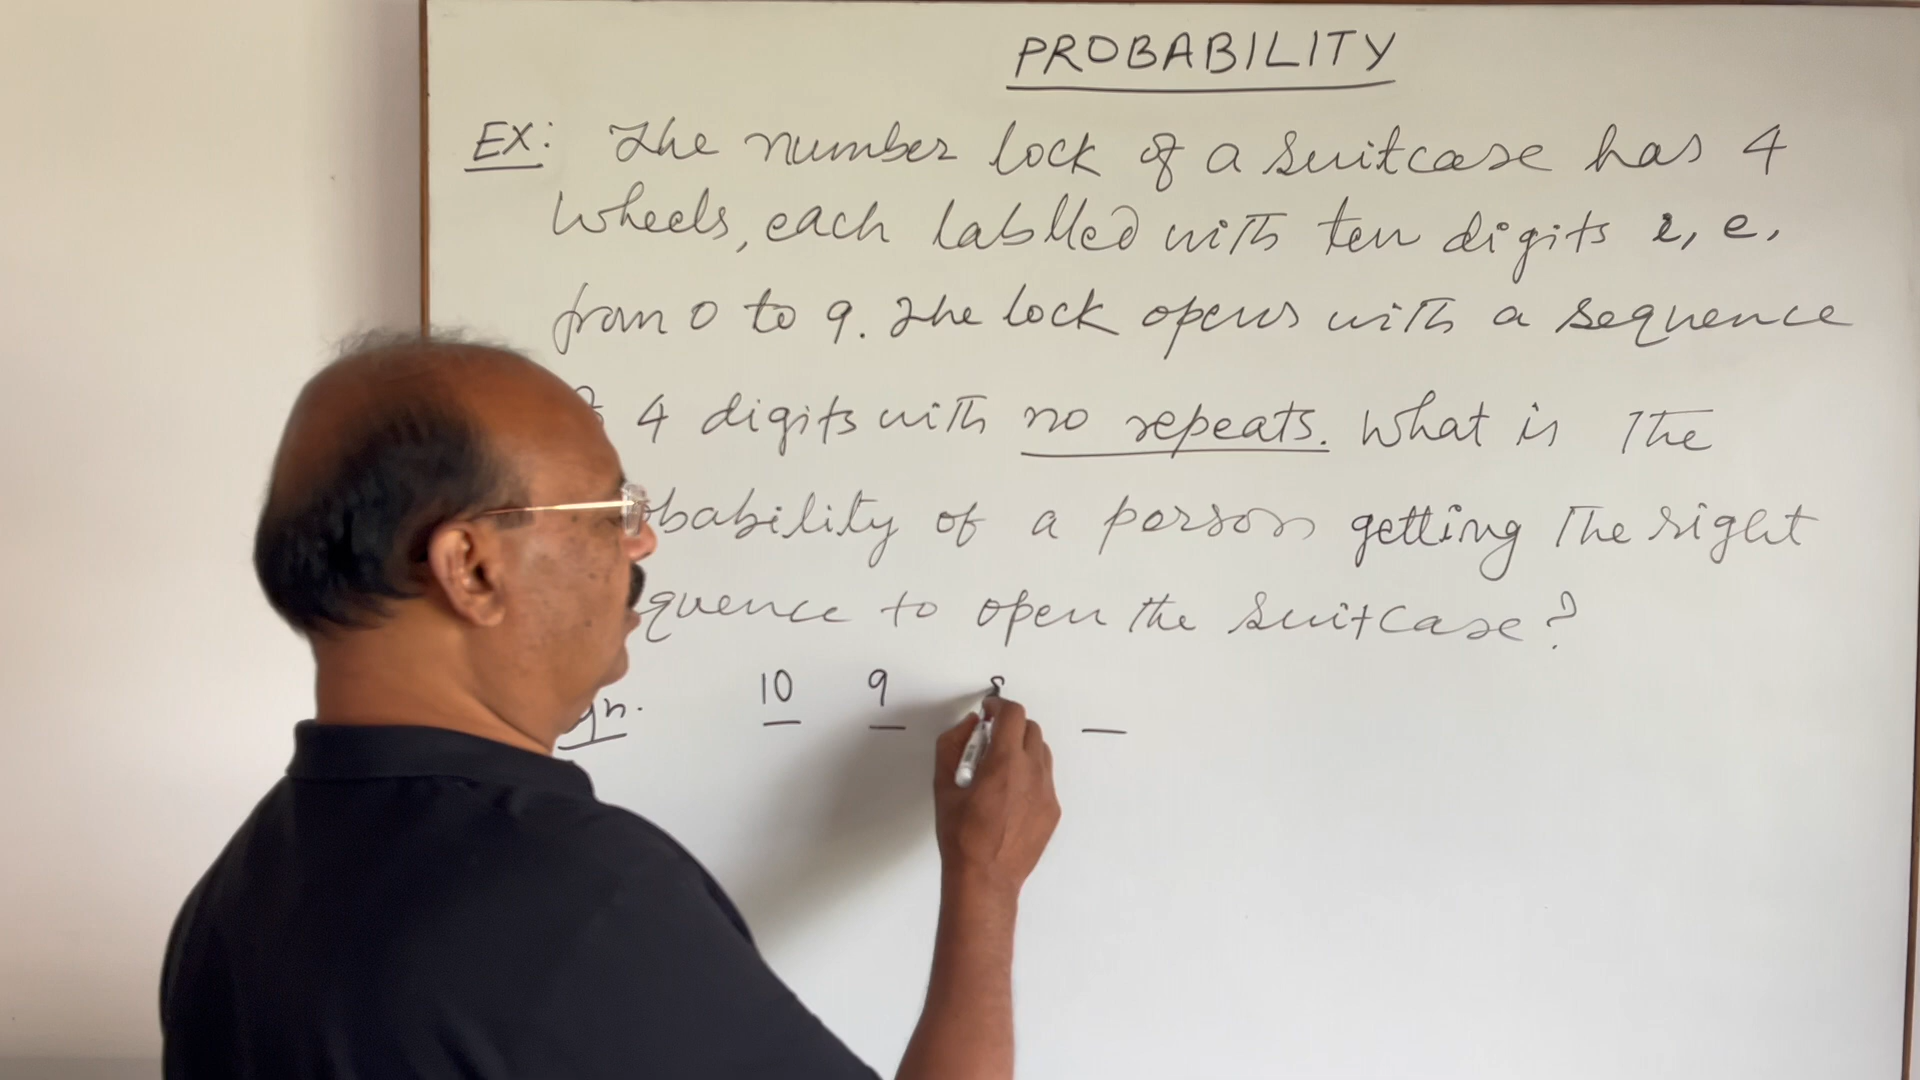 PROBABILITY
EX: The number lock of a suitcase has 4
wheels, each lablled with ten digits i, e,
from 0 to 9. The lock opens with a sequence
4 digits with no repeats. What is the
obability of a person getting the right
quence to open the suitcase?
10 9